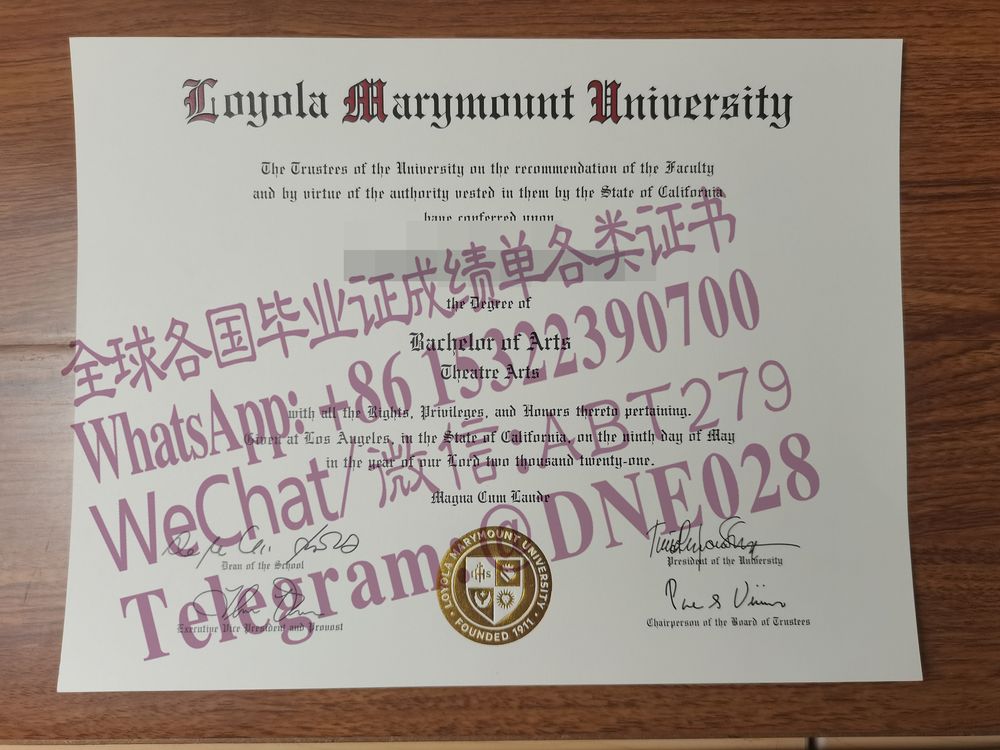 Loyola Marymount University
The Trustees of the University on the recommendation of the Faculty
and by virtue of the authority vested in them by the State of California
have conferred upon
全球各国毕业证成绩单各类证书
the Degree of
Bachelor of Arts
Theatre Arts
WhatsApp: +86 15322390700
with all the Rights, Privileges, and Honors thereto pertaining.
Given at Los Angeles, in the State of California, on the ninth day of May
in the year of our Lord two thousand twenty-one.
WeChat/微信:ABT279
Magna Cum Laude
Telegram:@DNE028
Dean of the School
President of the University
Executive Vice President and Provost
Chairperson of the Board of Trustees
LOYOLA MARYMOUNT UNIVERSITY
IHS
FOUNDED 1911